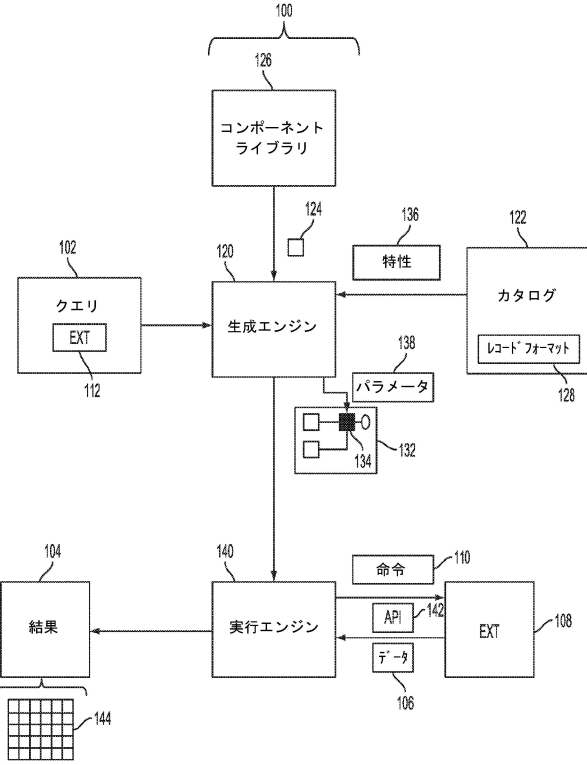 100
126
コンポーネント
ライブラリ
124
136
特性
122
カタログ
レコードフォーマット
128
102
クエリ
EXT
112
120
生成エンジン
138
パラメータ
134
132
104
結果
144
140
実行エンジン
命令
110
API
142
データ
106
EXT
108